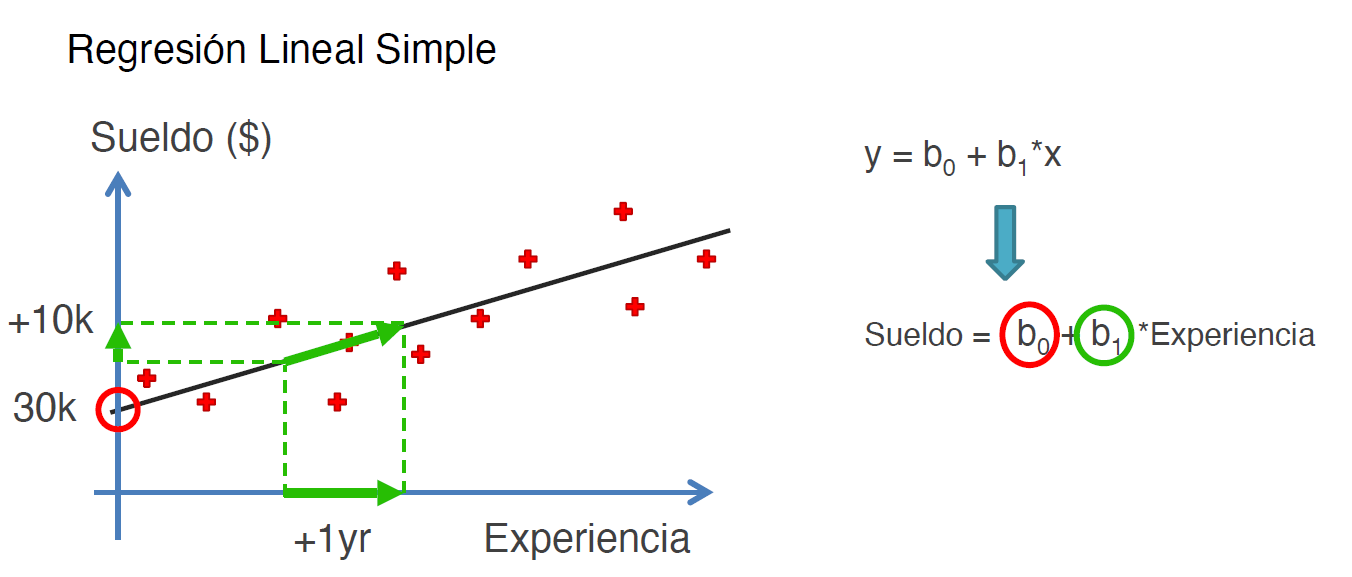 Regresión Lineal Simple
Sueldo ($)
+10k
30k
+1yr
Experiencia
y = b₀ + b₁*x
Sueldo = b₀ + b₁ *Experiencia